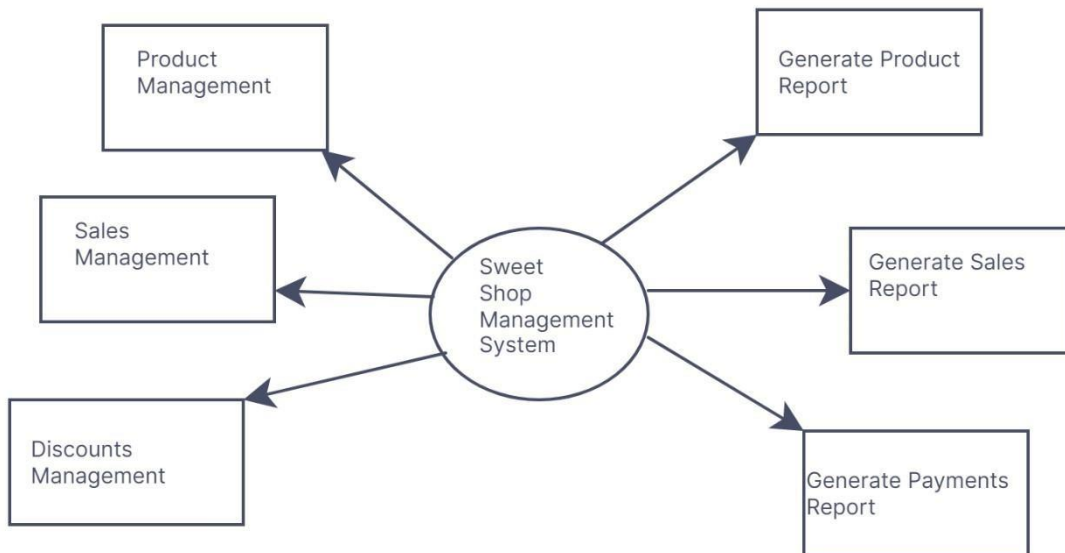 Product
Management
Generate Product
Report
Sales
Management
Sweet
Shop
Management
System
Generate Sales
Report
Discounts
Management
Generate Payments
Report